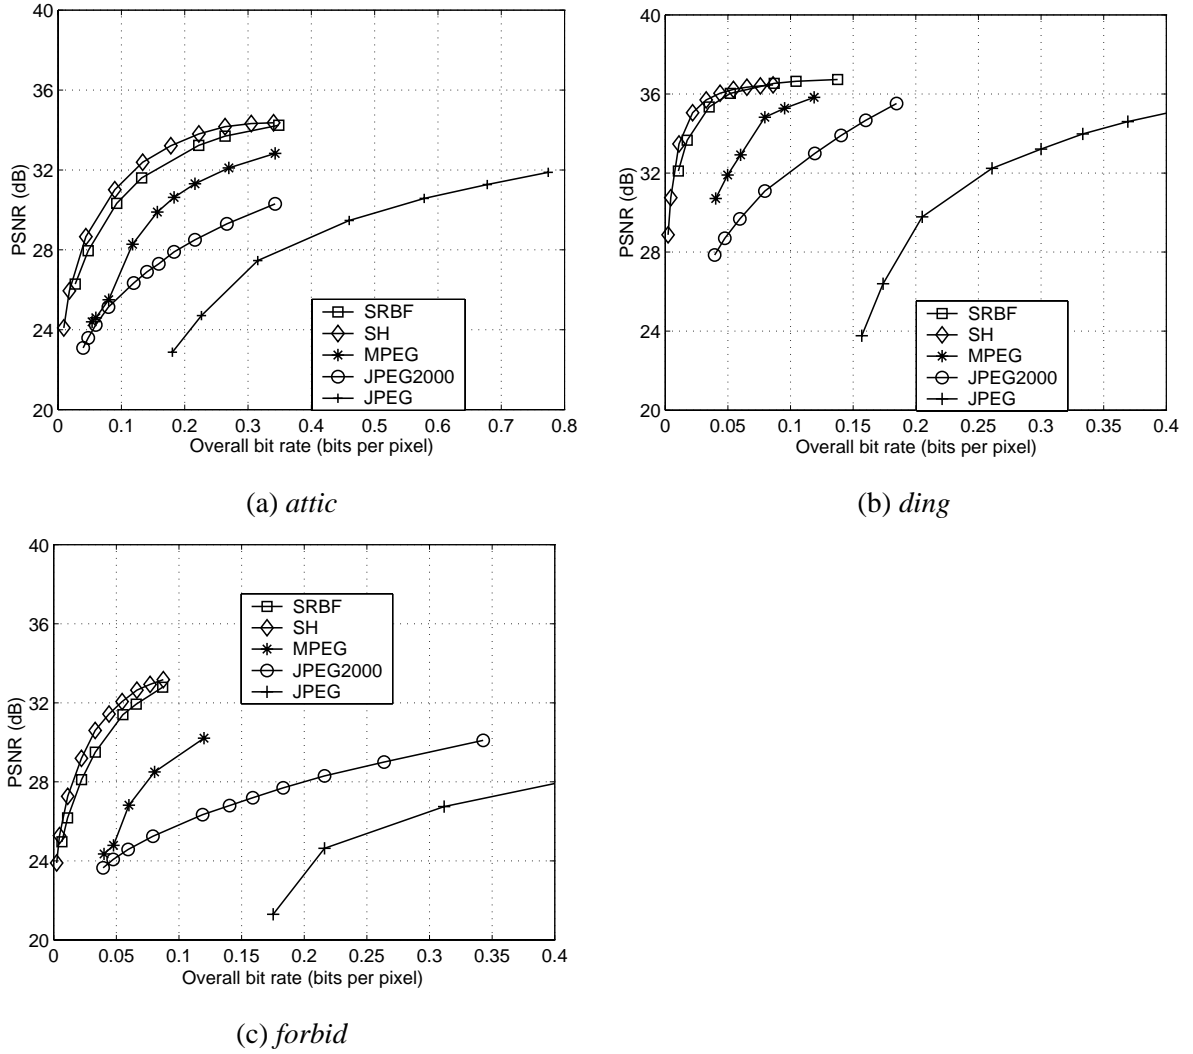 40
36
32
28
24
20
PSNR (dB)
0 0.1 0.2 0.3 0.4 0.5 0.6 0.7 0.8
Overall bit rate (bits per pixel)
SRBF
SH
MPEG
JPEG2000
JPEG
(a) attic
40
36
32
28
24
20
PSNR (dB)
0 0.05 0.1 0.15 0.2 0.25 0.3 0.35 0.4
Overall bit rate (bits per pixel)
SRBF
SH
MPEG
JPEG2000
JPEG
(b) ding
40
36
32
28
24
20
PSNR (dB)
0 0.05 0.1 0.15 0.2 0.25 0.3 0.35 0.4
Overall bit rate (bits per pixel)
SRBF
SH
MPEG
JPEG2000
JPEG
(c) forbid